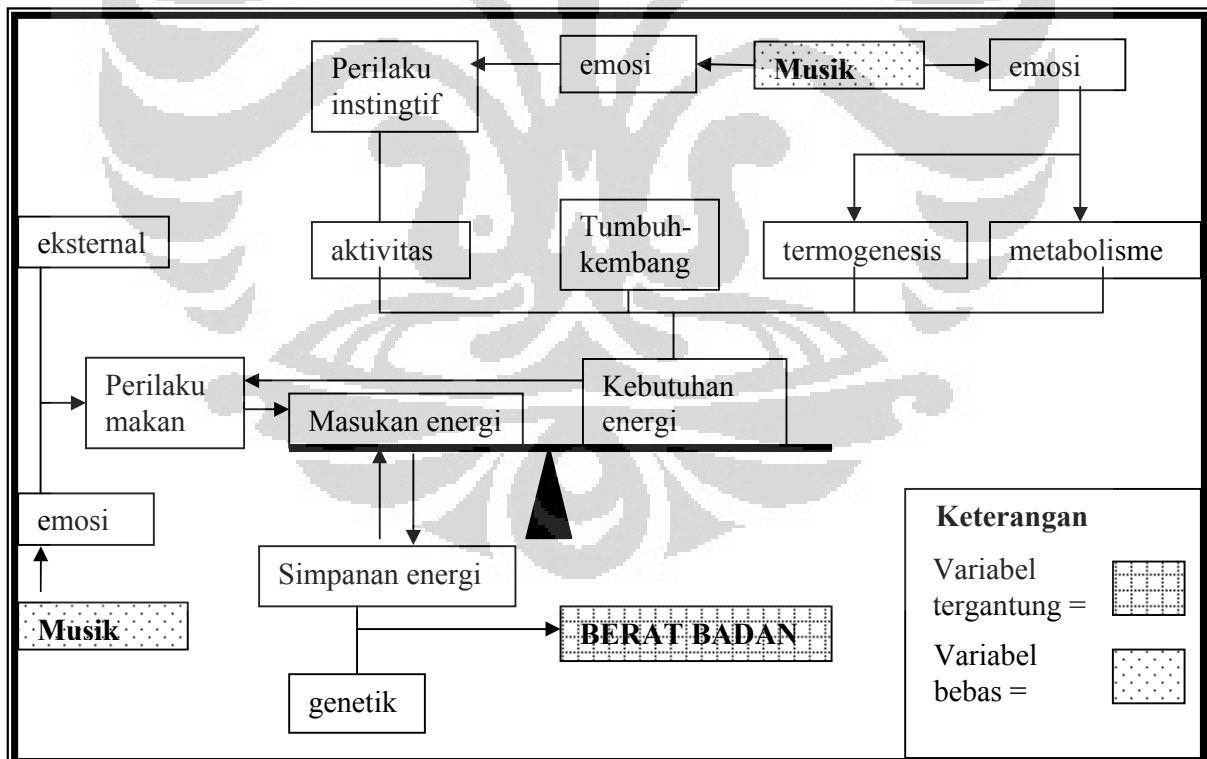 Perilaku
instingtif
emosi
Musik
emosi
eksternal
aktivitas
Tumbuh-
kembang
termogenesis
metabolisme
Perilaku
makan
Masukan energi
Kebutuhan
energi
emosi
Simpanan energi
Musik
BERAT BADAN
genetik
Keterangan
Variabel
tergantung =
Variabel
bebas =